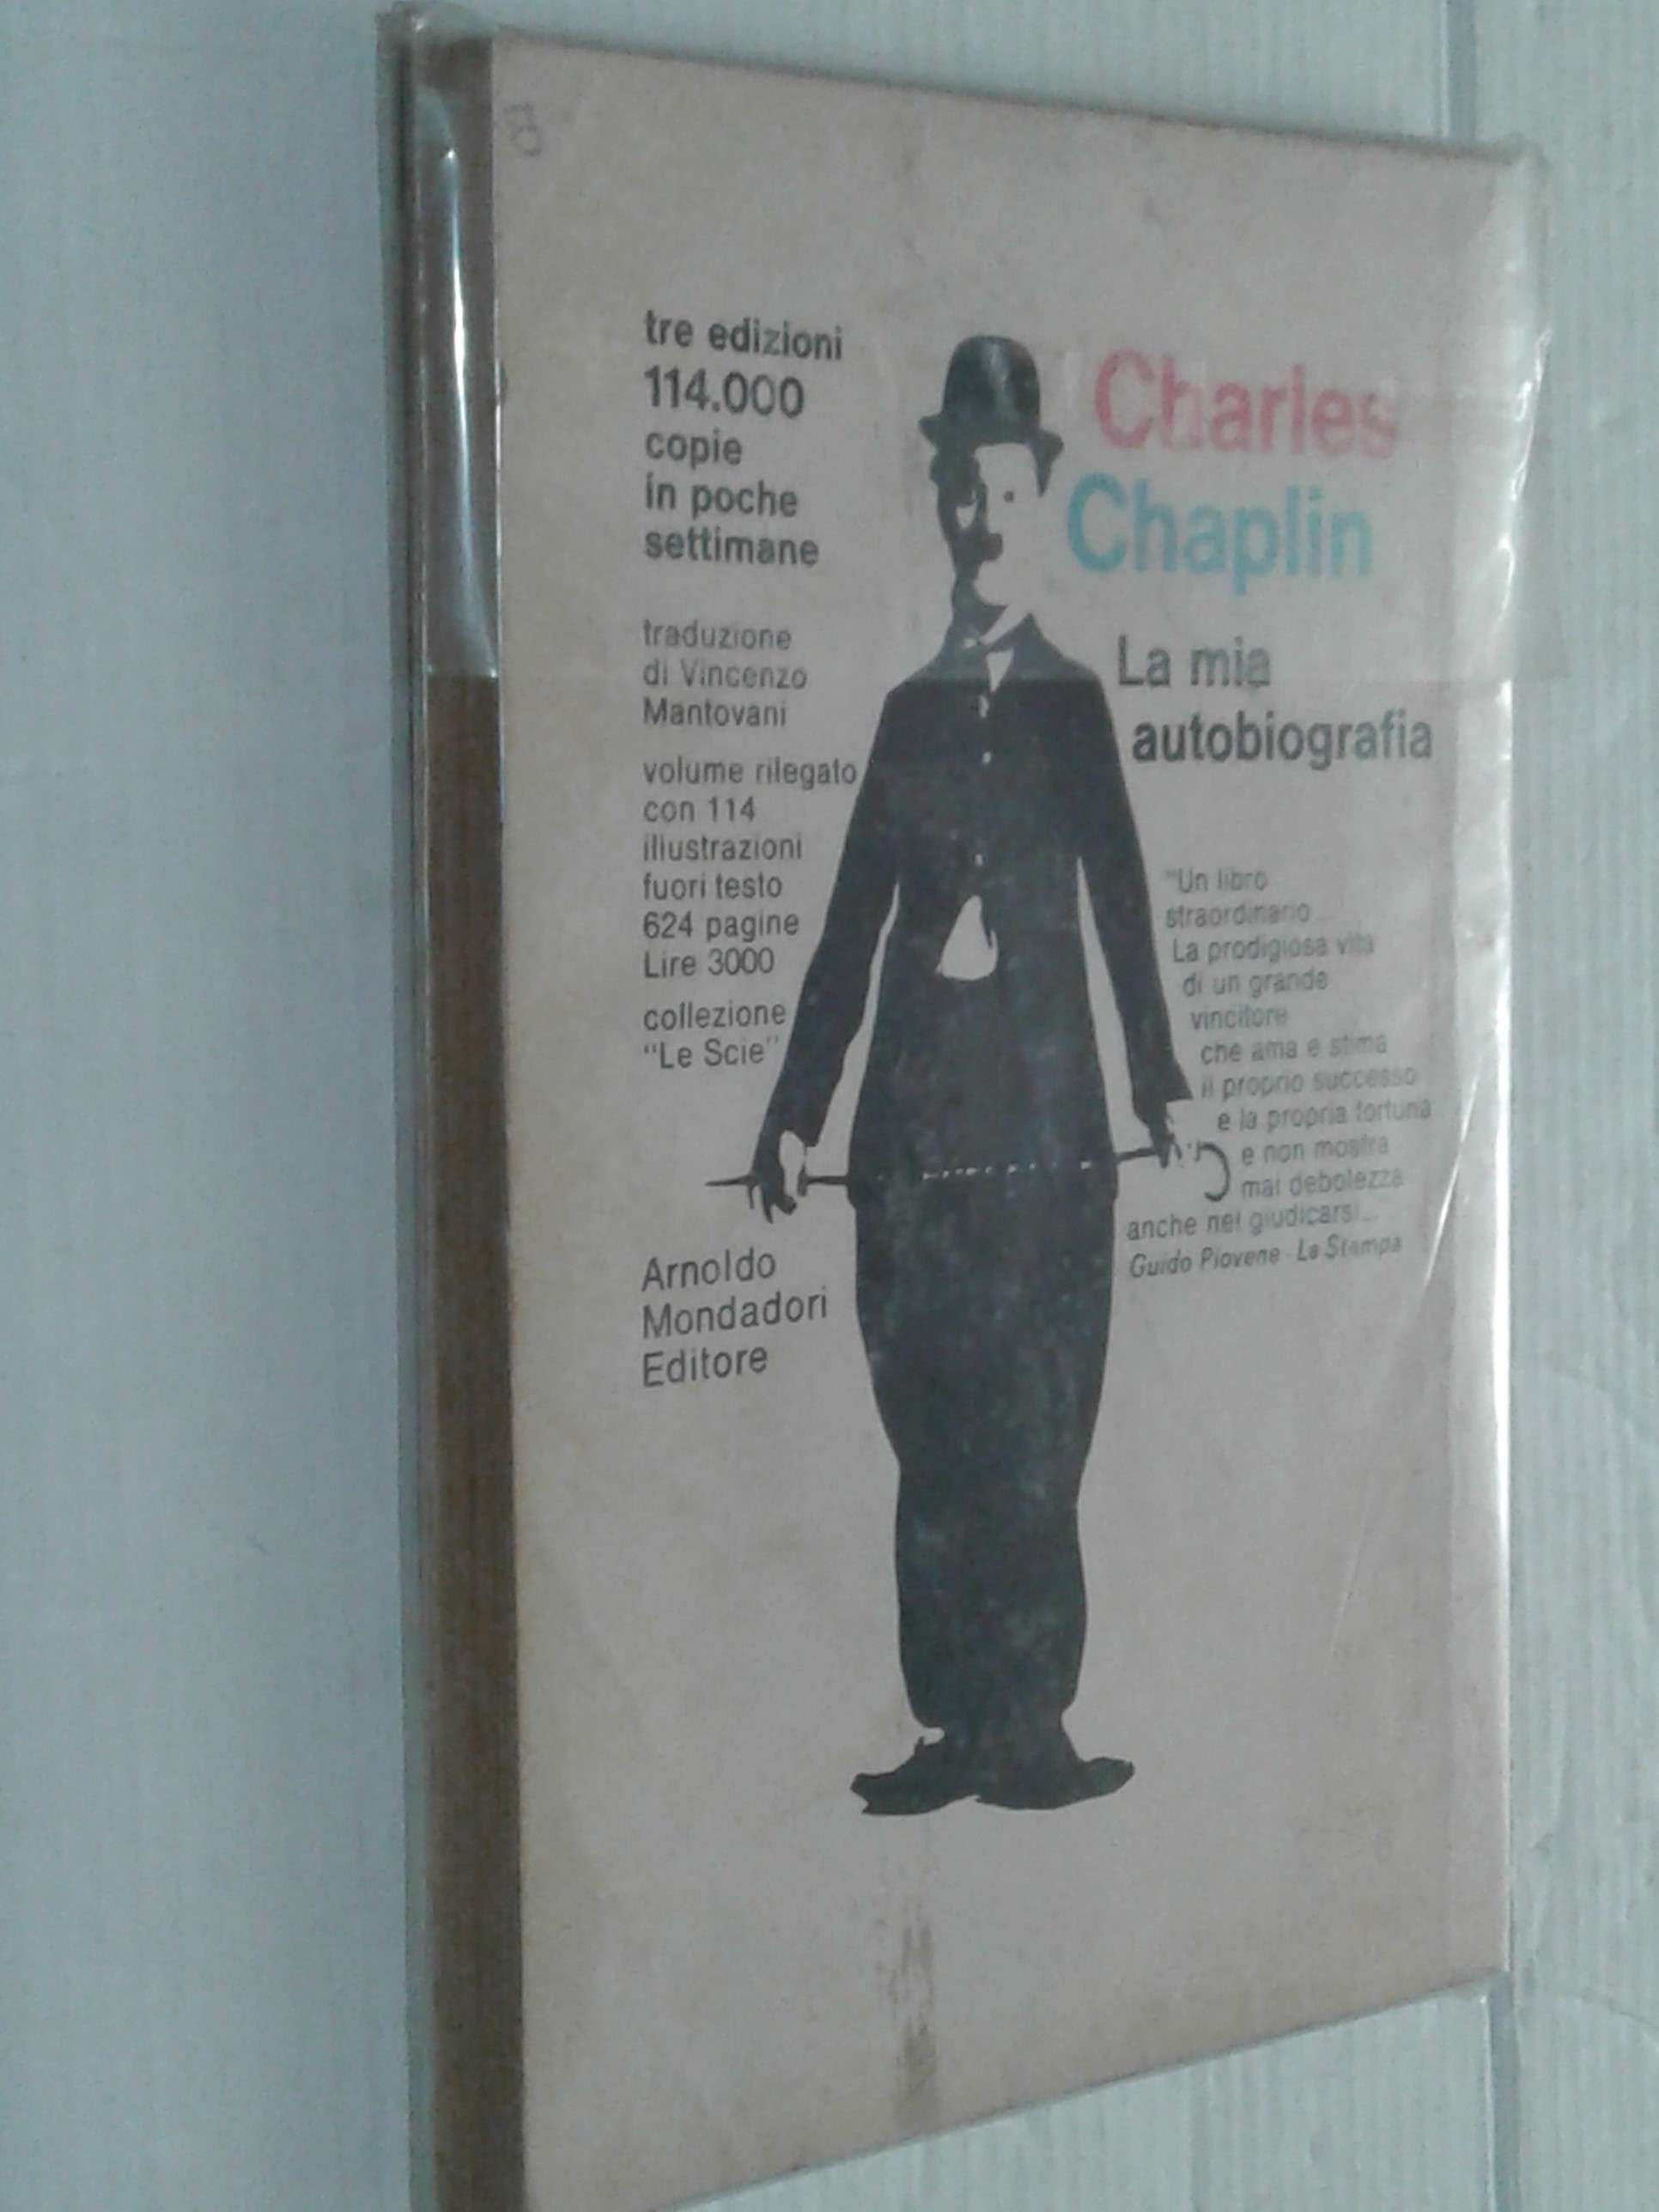 B
tre edizioni
114.000
copie
in poche
settimane
traduzione
di Vincenzo
Mantovani
volume rilegato
con 114
illustrazioni
fuori testo
624 pagine
Lire 3000
collezione
"Le Scie"
Arnoldo
Mondadori
Editore
Charles
Chaplin
La mia
autobiografia
"Un libro
straordinario...
La prodigiosa vita
di un grande
vincitore
che ama e stima
il proprio successo
e la propria fortuna
e non mostra
mai debolezza
anche nel giudicarsi...
Guido Piovene - La Stampa